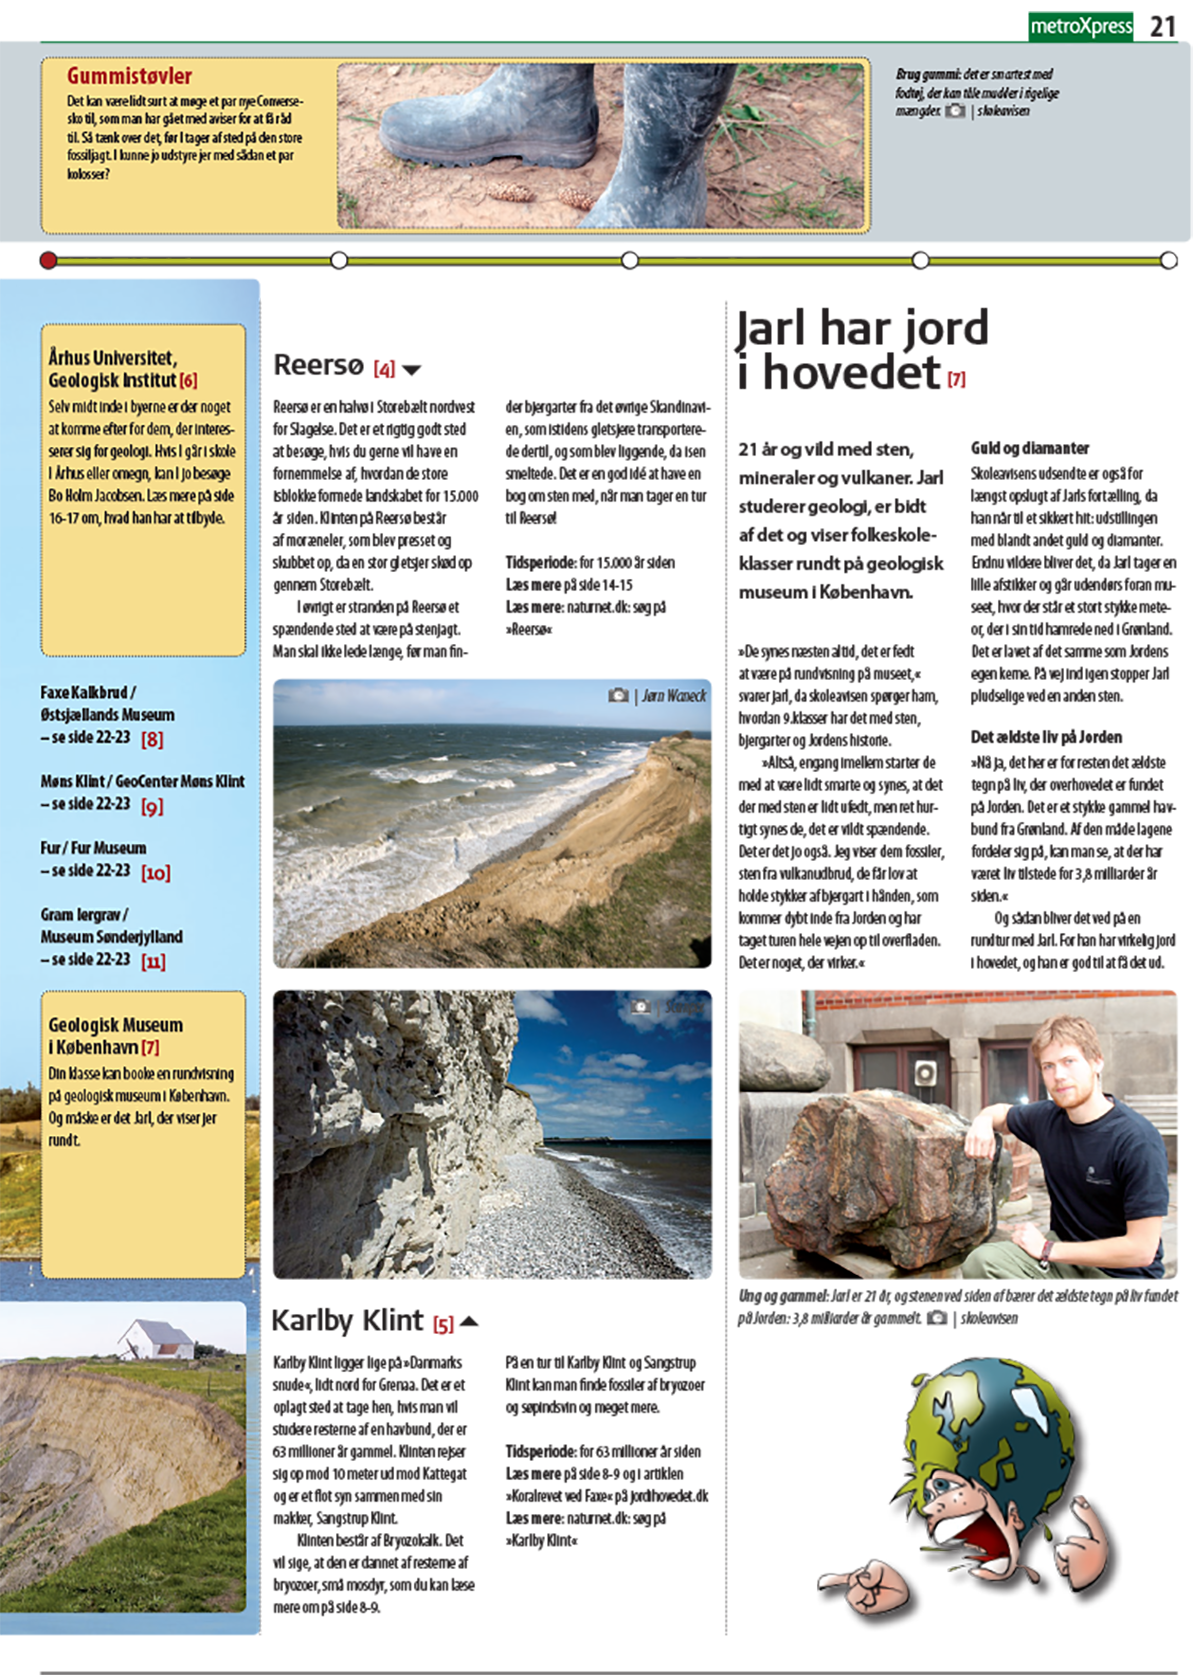 metroXpress 21
Gummistøvler
Det kan være lidt surt at møge et par nye Converse-
sko til, som man har gået med aviser for at få råd
til. Så tænk over det, før I tager af sted på den store
fossiljagt. I kunne jo udstyre jer med sådan et par
kolosser?
Brug gummi: det er smartest med
fodtøj, der kan tåle mudder i rigelige
mængder. | skoleavisen
Århus Universitet,
Geologisk Institut [6]
Selv midt inde i byerne er der noget
at komme efter for dem, der interes-
serer sig for geologi. Hvis I går i skole
I Århus eller omegn, kan I jo besøge
Bo Holm Jacobsen. Læs mere på side
16-17 om, hvad han har at tilbyde.
Faxe Kalkbrud /
Østsjællands Museum
– se side 22-23 [8]
Møns Klint / GeoCenter Møns Klint
– se side 22-23 [9]
Fur / Fur Museum
– se side 22-23 [10]
Gram lergrav /
Museum Sønderjylland
– se side 22-23 [11]
Geologisk Museum
i København [7]
Din klasse kan booke en rundvisning
på geologisk museum i København.
Og måske er det Jarl, der viser jer
rundt.
Reersø [4]
Reersø er en halvø i Storebælt nordvest
for Slagelse. Det er et rigtig godt sted
at besøge, hvis du gerne vil have en
fornemmelse af, hvordan de store
isblokke formede landskabet for 15.000
år siden. Klinten på Reersø består
af moræneler, som blev presset og
skubbet op, da en stor gletsjer skød op
gennem Storebælt.
I øvrigt er stranden på Reersø et
spændende sted at være på stenjagt.
Man skal ikke lede længe, før man fin-
der bjergarter fra det øvrige Skandinavi-
en, som istidens gletsjere transportere-
de dertil, og som blev liggende, da isen
smeltede. Det er en god idé at have en
bog om sten med, når man tager en tur
til Reersø!
Tidsperiode: for 15.000 år siden
Læs mere på side 14-15
Læs mere: naturnet.dk: søg på
»Reersø«
| Jørn Waneck
Karlby Klint [5]
Karlby Klint ligger lige på »Danmarks
snude«, lidt nord for Grenaa. Det er et
oplagt sted at tage hen, hvis man vil
studere resterne af en havbund, der er
63 millioner år gammel. Klinten rejser
sig op mod 10 meter ud mod Kattegat
og er et flot syn sammen med sin
makker, Sangstrup Klint.
Klinten består af Bryozokalk. Det
vil sige, at den er dannet af resterne af
bryozoer, små mosdyr, som du kan læse
mere om på side 8-9.
På en tur til Karlby Klint og Sangstrup
Klint kan man finde fossiler af bryozoer
og søpindsvin og meget mere.
Tidsperiode: for 63 millioner år siden
Læs mere på side 8-9 og i artiklen
»Koralrevet ved Faxe« på jordihovedet.dk
Læs mere: naturnet.dk: søg på
»Karlby Klint«
Jarl har jord
i hovedet [7]
21 år og vild med sten,
mineraler og vulkaner. Jarl
studerer geologi, er bidt
af det og viser folkeskole-
klasser rundt på geologisk
museum i København.
»De synes næsten altid, det er fedt
at være på rundvisning på museet,«
svarer Jarl, da skoleavisen spørger ham,
hvordan 9.klasser har det med sten,
bjergarter og Jordens historie.
»Altså, engang imellem starter de
med at være lidt smarte og synes, at det
der med sten er lidt ufedt, men ret hur-
tigt synes de, det er vildt spændende.
Det er det jo også. Jeg viser dem fossiler,
sten fra vulkanudbrud, de får lov at
holde stykker af bjergart i hånden, som
kommer dybt inde fra Jorden og har
taget turen hele vejen op til overfladen.
Det er noget, der virker.«
Guld og diamanter
Skoleavisens udsendte er også for
længst opslugt af Jarls fortælling, da
han når til et sikkert hit: udstillingen
med blandt andet guld og diamanter.
Endnu vildere bliver det, da Jarl tager en
lille afstikker og går udendørs foran mu-
seet, hvor der står et stort stykke mete-
or, der i sin tid hamrede ned i Grønland.
Det er lavet af det samme som Jordens
egen kerne. På vej ind igen stopper Jarl
pludselige ved en anden sten.
Det ældste liv på Jorden
»Nå ja, det her er for resten det ældste
tegn på liv, der overhovedet er fundet
på Jorden. Det er et stykke gammel hav-
bund fra Grønland. Af den måde lagene
fordeler sig på, kan man se, at der har
været liv tilstede for 3,8 milliarder år
siden.«
Og sådan bliver det ved på en
rundtur med Jarl. For han har virkelig jord
i hovedet, og han er god til at få det ud.
Ung og gammel: Jarl er 21 år, og stenen ved siden af bærer det ældste tegn på liv fundet
på Jorden: 3,8 milliarder år gammelt. | skoleavisen